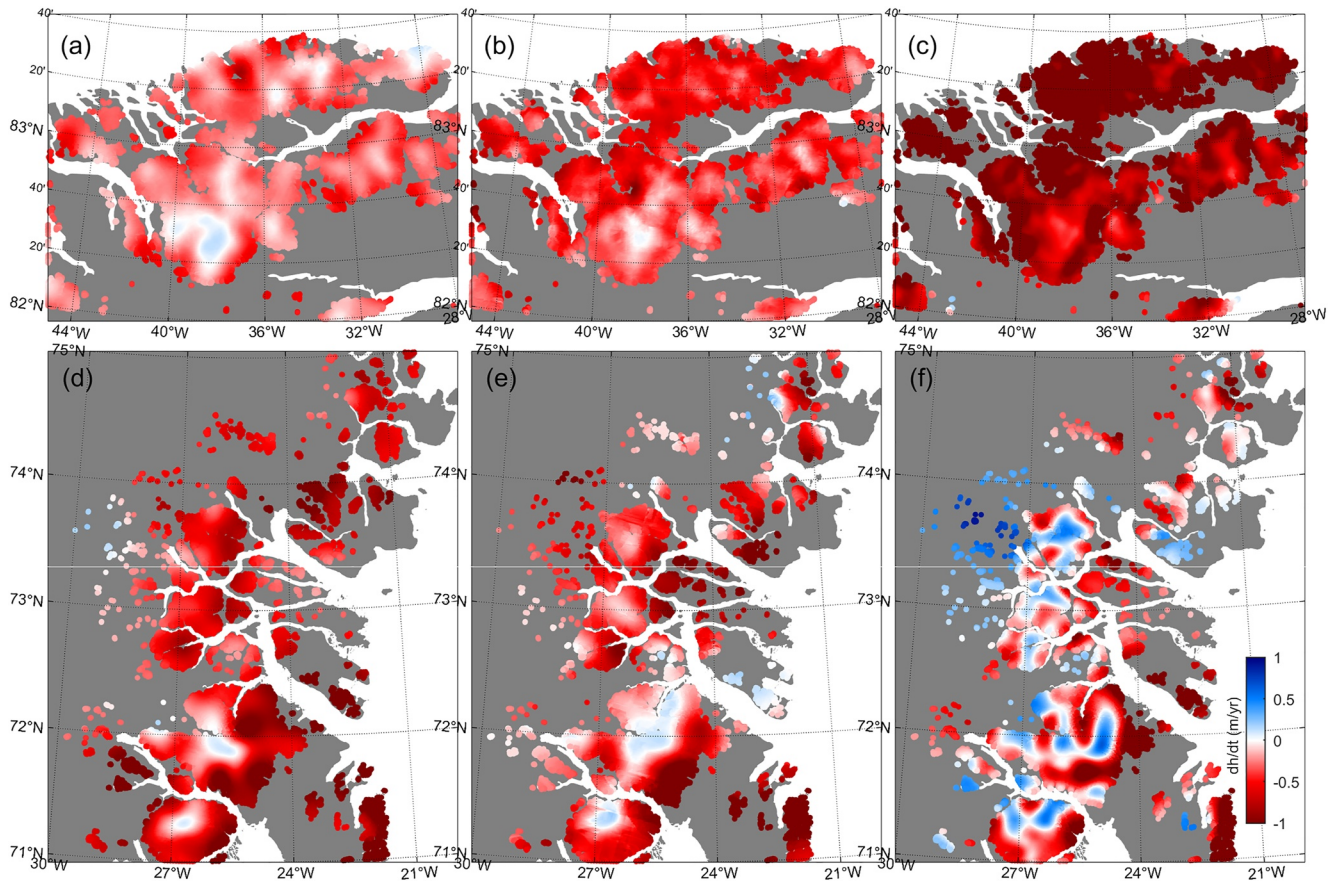 (a) (b) (c)
40' 40' 40'
20' 20' 20'
83°N 83°N 83°N
40' 40' 40'
20' 20' 20'
82°N 82°N 82°N
44°W 40°W 36°W 32°W 28° 44°W 40°W 36°W 32°W 28° 44°W 40°W 36°W 32°W 28°W
75°N 75°N 75°N
(d) (e) (f)
74°N 74°N 74°N
73°N 73°N 73°N
72°N 72°N 72°N
71°N 71°N 71°N
30°W 27°W 24°W 21°W 30°W 27°W 24°W 21°W 30°W 27°W 24°W 21°W
1
0.5
0
-0.5
-1
dh/dt (m/yr)